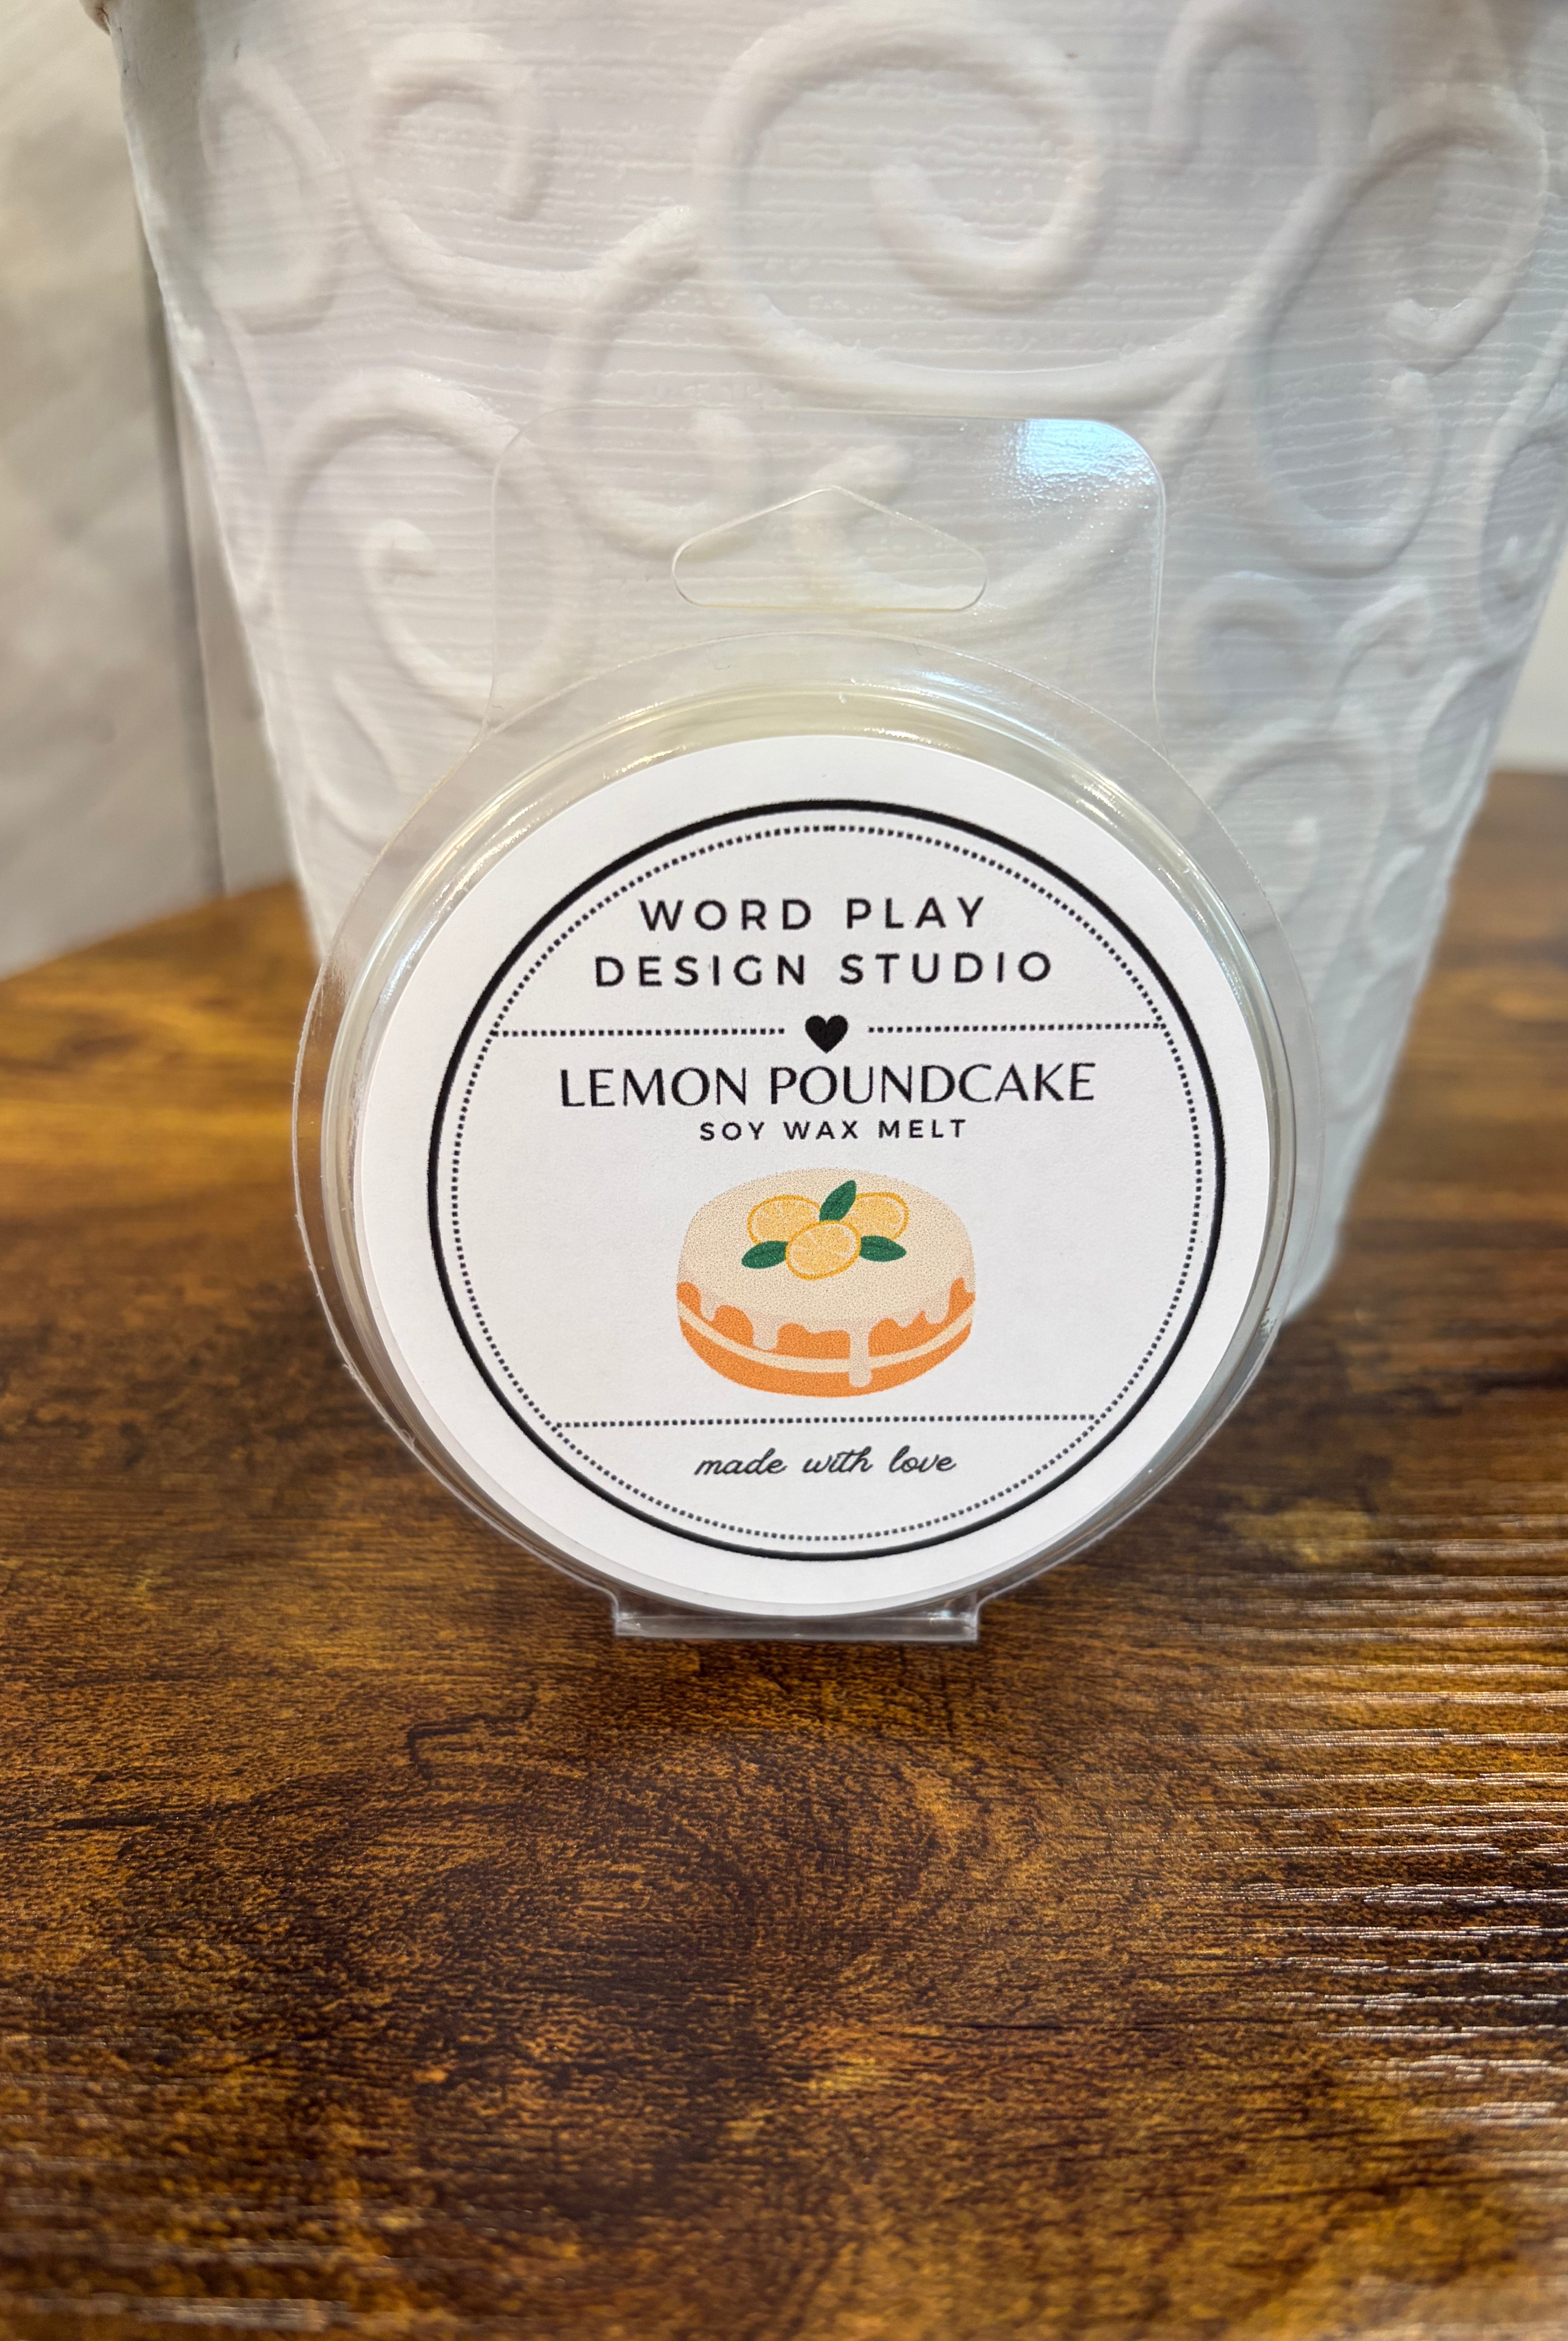 WORD PLAY
DESIGN STUDIO
LEMON POUNDCAKE
SOY WAX MELT
made with love